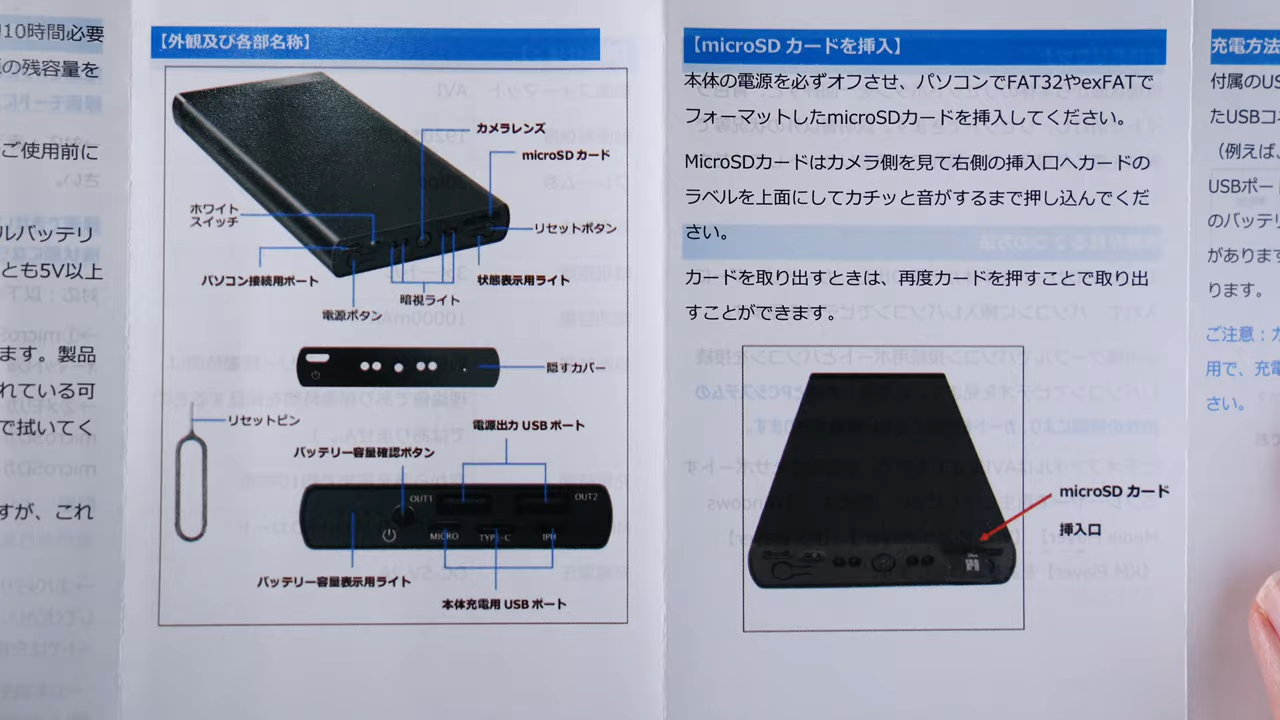 10時間必要
の残容量を
ご使用前に
ルバッテリ
とも5V以上
ます。製品
れている可
で拭いてく
すが、これ
【外観及び各部名称】
カメラレンズ
microSD カード
ホワイト
スイッチ
リセットボタン
パソコン接続用ポート
状態表示用ライト
暗視ライト
電源ボタン
隠すカバー
リセットピン
電源出力 USB ポート
バッテリー容量確認ボタン
OUT1
OUT2
MICRO
TYPE-C
IPH
バッテリー容量表示用ライト
本体充電用 USB ポート
【microSD カードを挿入】
本体の電源を必ずオフさせ、パソコンでFAT32やexFATで
フォーマットしたmicroSDカードを挿入してください。
MicroSDカードはカメラ側を見て右側の挿入口へカードの
ラベルを上面にしてカチッと音がするまで押し込んでくだ
さい。
カードを取り出すときは、再度カードを押すことで取り出
すことができます。
microSD カード
挿入口
充電方法
付属のUS
たUSBコ
（例えば、
USBポー
のバッテリ
があります
ります。
ご注意：カ
用で、充電
さい。